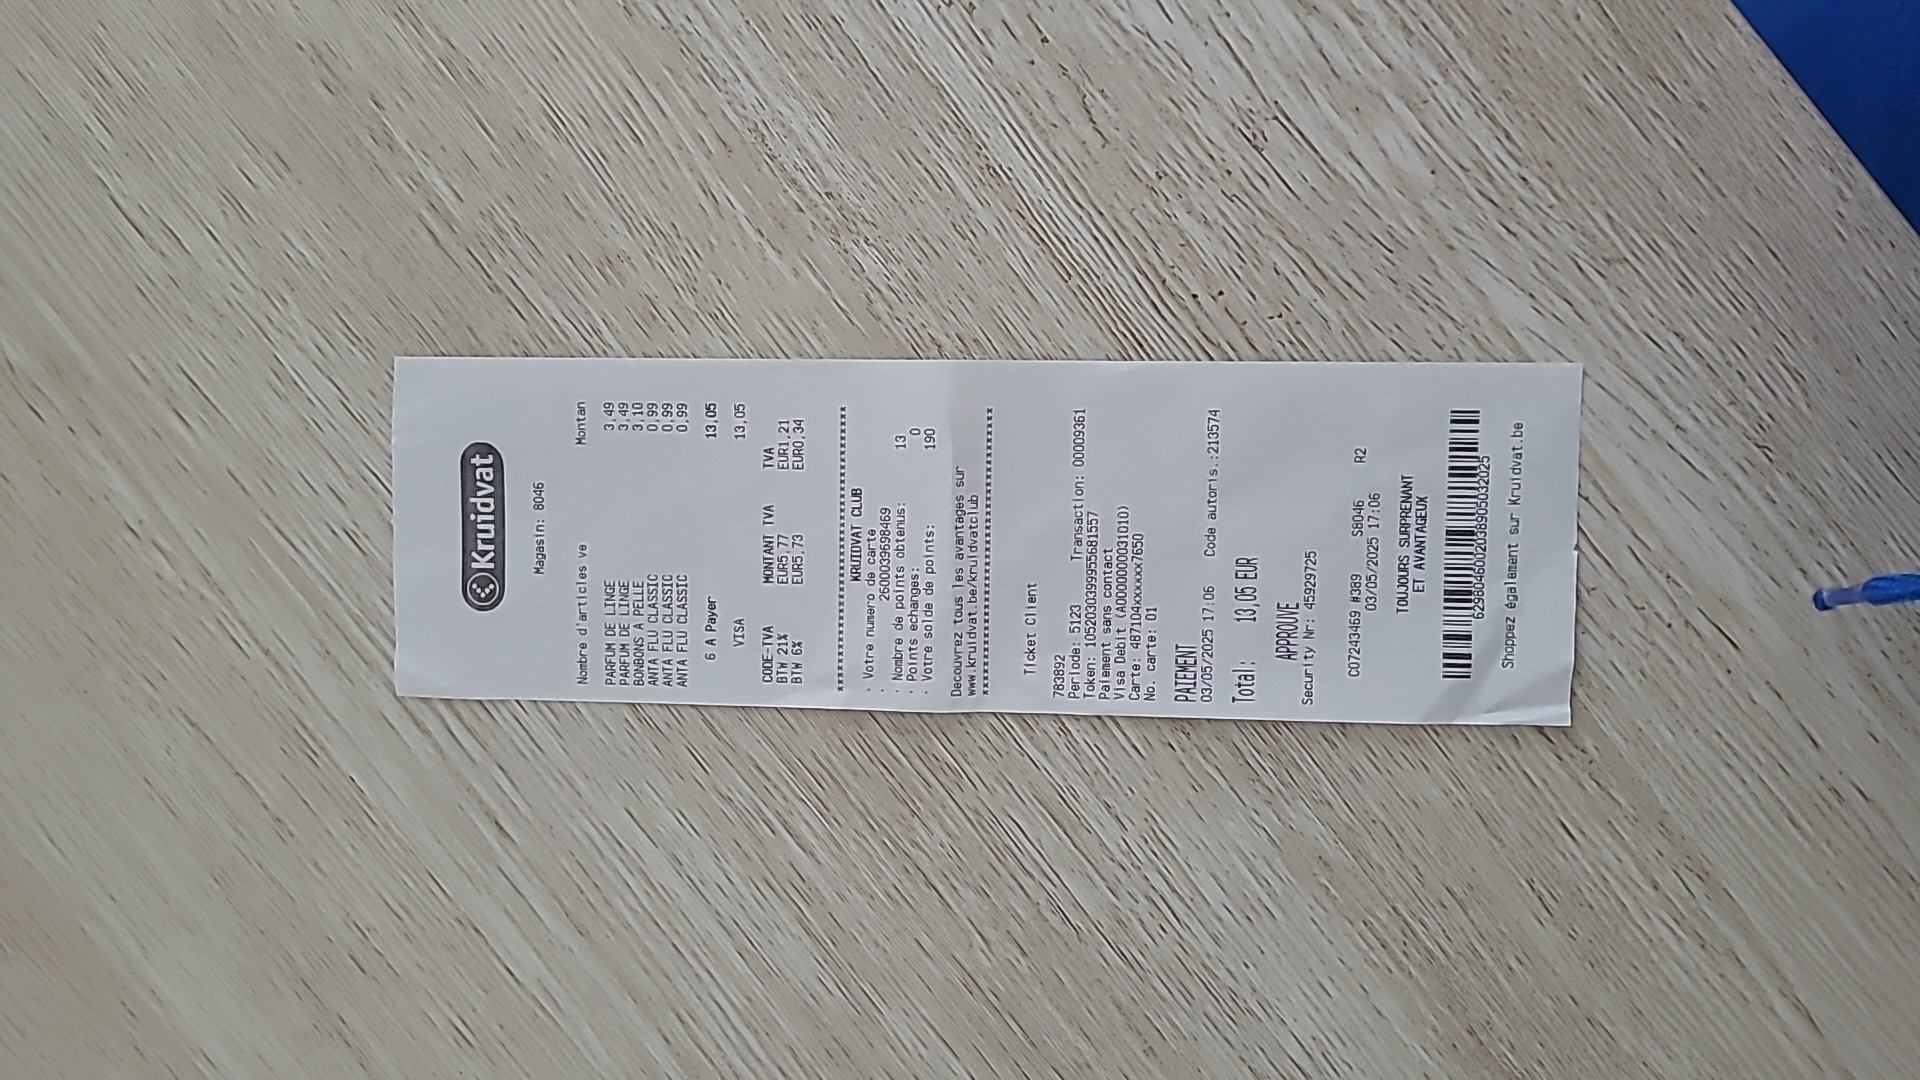 Kruidvat
Magasin: 8046
Nombre d'articles ve Montan
PARFUM DE LINGE 3,49
PARFUM DE LINGE 3,49
BONBONS A PELLE 3,10
ANTA FLU CLASSIC 0,99
ANTA FLU CLASSIC 0,99
ANTA FLU CLASSIC 0,99
6 A Payer 13,05
VISA 13,05
CODE-TVA MONTANT TVA TVA
BTW 21% EUR5,77 EUR1,21
BTW 6% EUR5,73 EUR0,34
KRUIDVAT CLUB
· Votre numero de carte
· 2600039698469
· Nombre de points obtenus: 13
· Points echanges: 0
· Votre solde de points: 190
Decouvrez tous les avantages sur
www.kruidvat.be/kruidvatclub
Ticket Client
783892
Periode: 5123 Transaction: 00009361
Token: 1105203039995568​1557
Paiement sans contact
Visa Debit (A0000000031010)
Carte: 4871104xxxxxx7650
No. carte: 01
PAIEMENT
03/05/2025 17:06 Code autoris.:213574
Total: 13,05 EUR
APPROUVE
Security Nr: 45929725
CO7243469 #389 S8046 R2
03/05/2025 17:06
TOUJOURS SURPRENANT
ET AVANTAGEUX
6298046002038905032025
Shoppez également sur Kruidvat.be